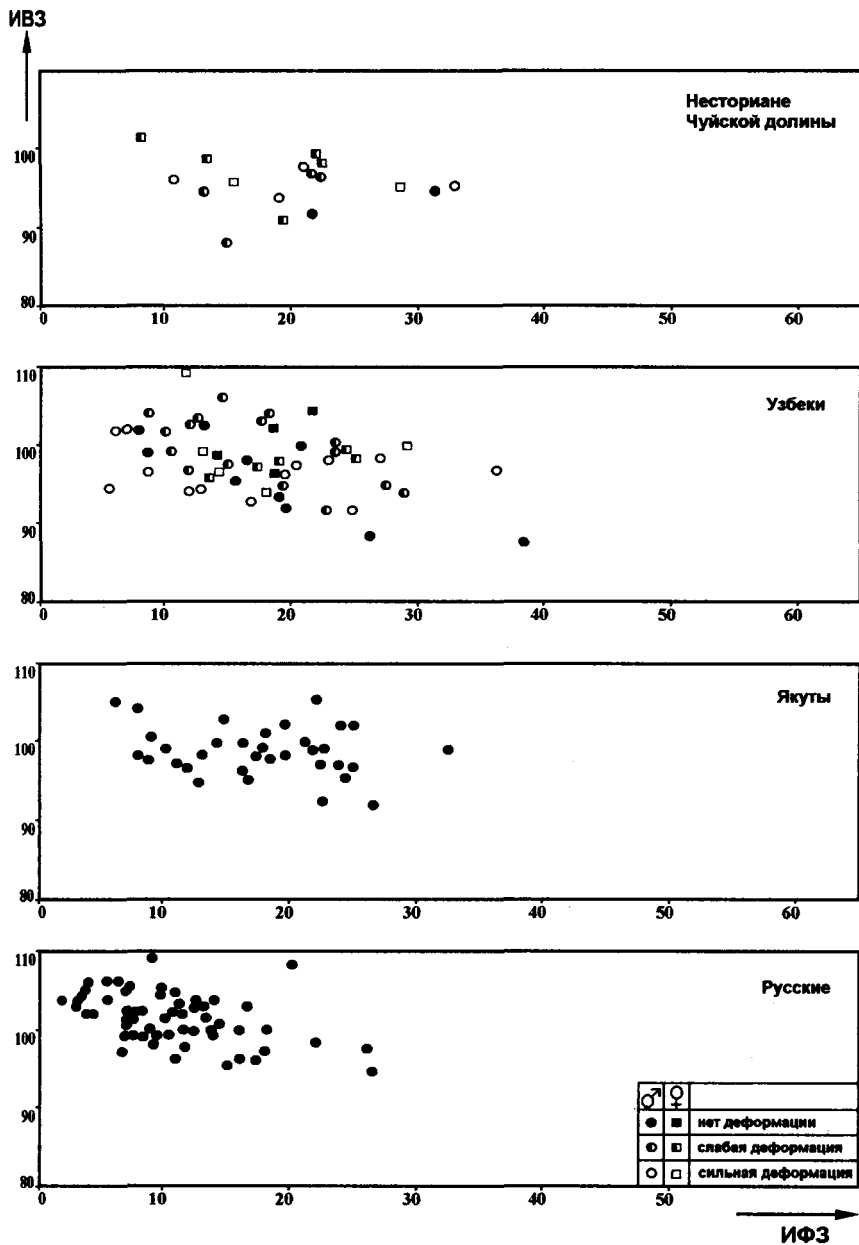 ИВЗ
Несториане
Чуйской долины
100
90
80
0 10 20 30 40 50 60
110
Узбеки
100
90
80
0 10 20 30 40 50 60
110
Якуты
100
90
80
0 10 20 30 40 50 60
110
Русские
100
90
80
♂ ♀
нет деформации
слабая деформация
сильная деформация
0 10 20 30 40 50
ИФЗ